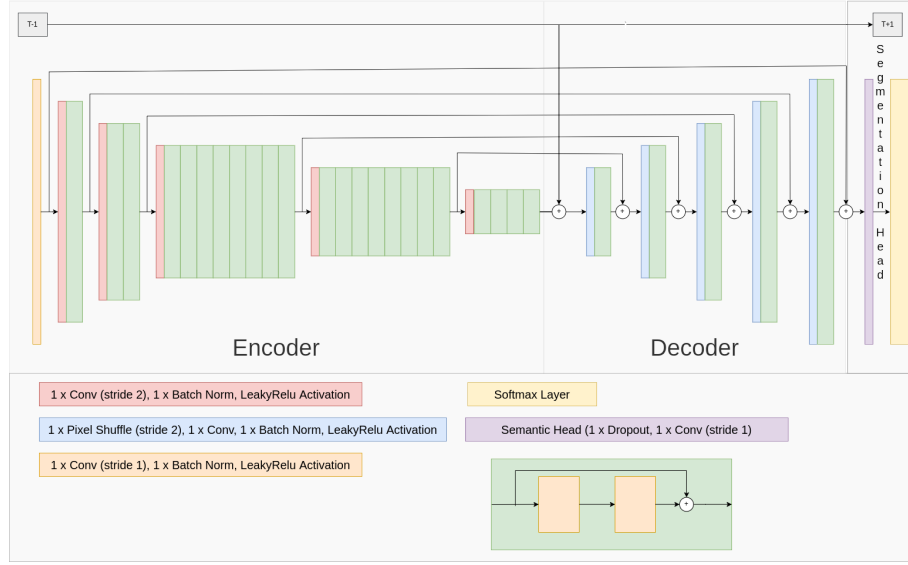 T-1
T+1
Segmentation Head
+
+
+
+
+
+
+
Encoder
Decoder
1 x Conv (stride 2), 1 x Batch Norm, LeakyRelu Activation
Softmax Layer
1 x Pixel Shuffle (stride 2), 1 x Conv, 1 x Batch Norm, LeakyRelu Activation
Semantic Head (1 x Dropout, 1 x Conv (stride 1)
1 x Conv (stride 1), 1 x Batch Norm, LeakyRelu Activation
+